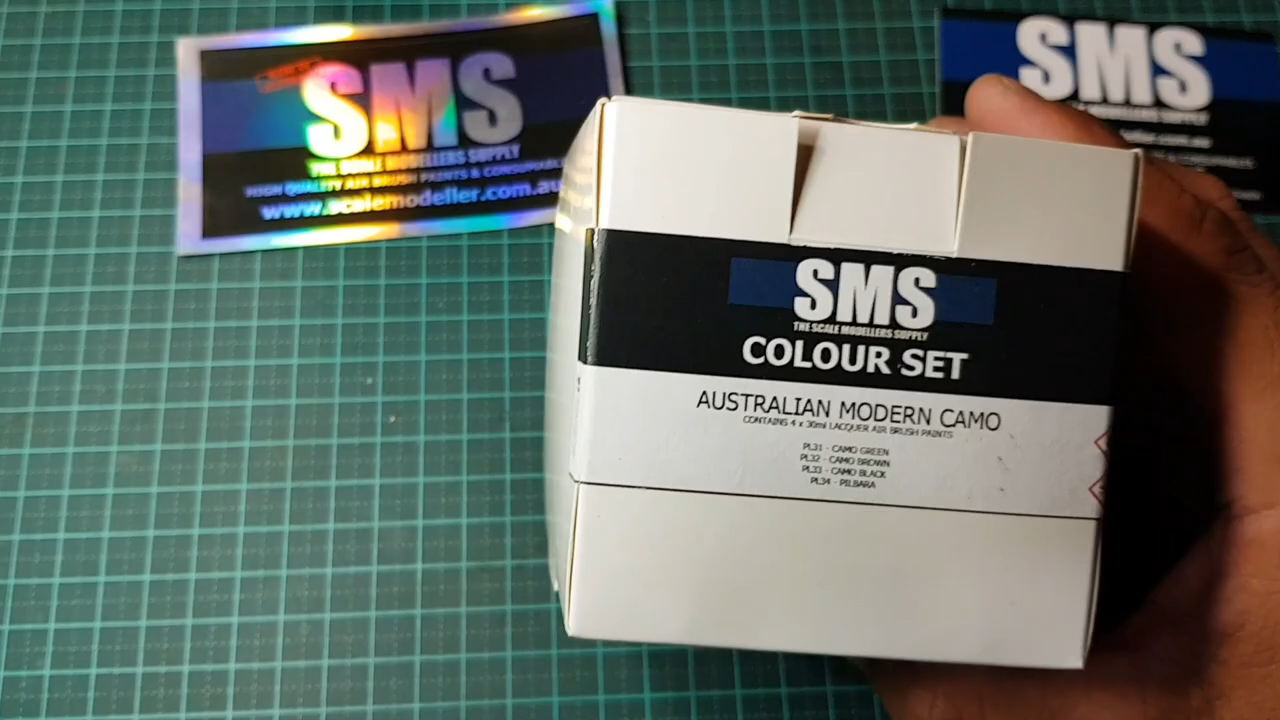 SMS
THE SCALE MODELLERS SUPPLY
HIGH QUALITY AIR BRUSH PAINTS & CONSUMABLE
www.scalemodeller.com.au
SMS
SMS
THE SCALE MODELLERS SUPPLY
COLOUR SET
AUSTRALIAN MODERN CAMO
CONTAINS 4 x 30ml LACQUER AIR BRUSH PAINTS
PL31 - CAMO GREEN
PL32 - CAMO BROWN
PL33 - CAMO BLACK
PL34 - PILBARA